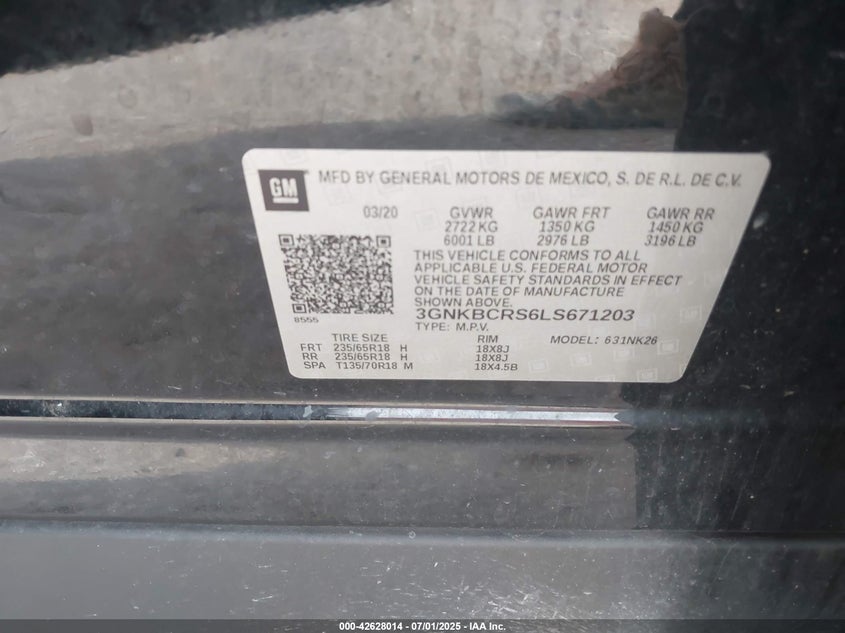 GM MFD BY GENERAL MOTORS DE MEXICO, S. DE R.L. DE C.V.
03/20 GVWR GAWR FRT GAWR RR
2722 KG 1350 KG 1450 KG
6001 LB 2976 LB 3196 LB
THIS VEHICLE CONFORMS TO ALL
APPLICABLE U.S. FEDERAL MOTOR
VEHICLE SAFETY STANDARDS IN EFFECT
ON THE DATE OF MANUFACTURE
SHOWN ABOVE.
8555
3GNKBCRS6LS671203
TYPE: M.P.V.
TIRE SIZE RIM MODEL: 631NK26
FRT 235/65R18 H 18X8J
RR 235/65R18 H 18X8J
SPA T135/70R18 M 18X4.5B
000-42628014 - 07/01/2025 - IAA Inc.